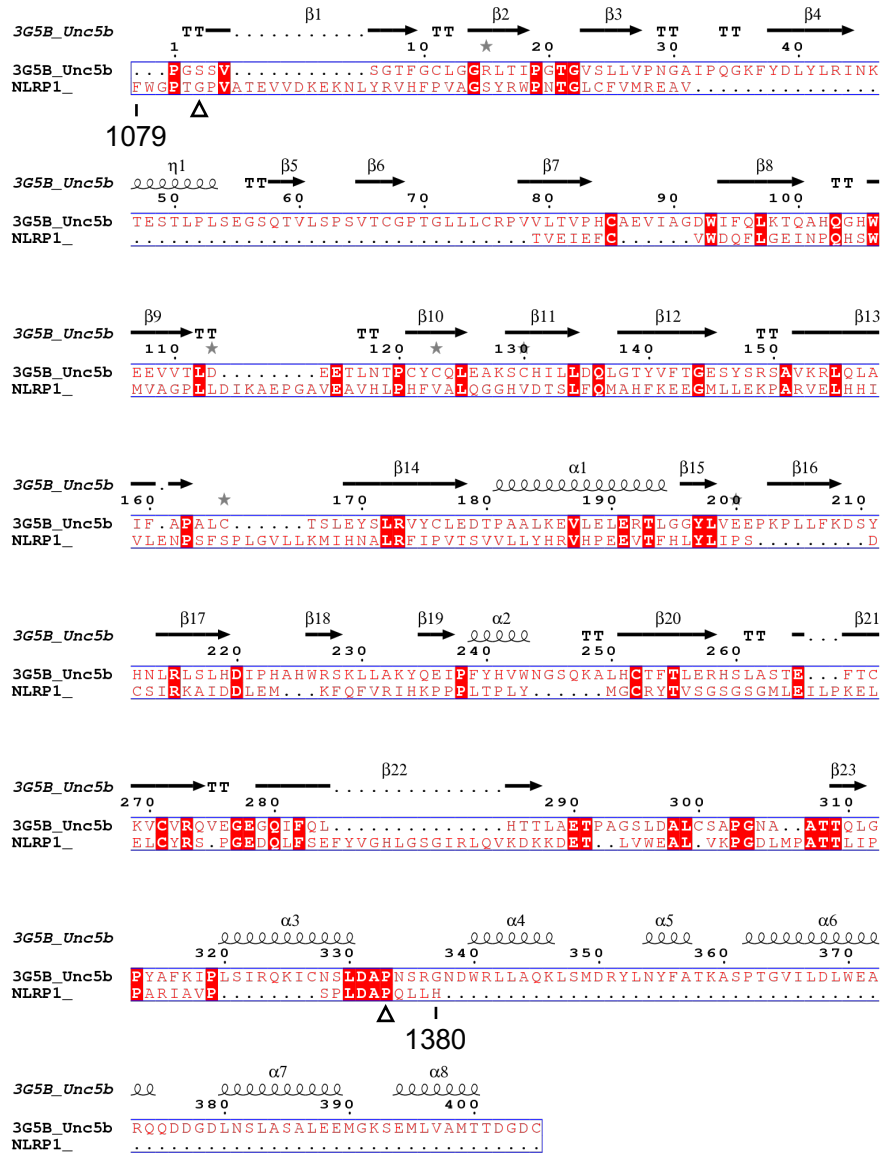 β1 β2 β3 β4
3G5B_Unc5b TT TT TT TT
1 10 20 30 40
3G5B_Unc5b ...PGSSV...........SGTFGCLGGRLTIPGTGVSLLVPNGAIPQGKFYDLYLRINK
NLRP1_ FWGPTGPVATEVVDKEKNLYRVHFPVAGSYRWPNTGLCFVMREAV...............
1079
η1 β5 β6 β7 β8
3G5B_Unc5b TT TT
50 60 70 80 90 100
3G5B_Unc5b TESTLPLSEGSQTVLSPSVTCGPTGLLLCRPVVLTVPHCAEVIAGDWIFQLKTQAHQGHW
NLRP1_ ................................TVEIEFC......VWDQFLGEINPQHSW
β9 β10 β11 β12 β13
3G5B_Unc5b TT TT TT
110 120 130 140 150
3G5B_Unc5b EEVVTLD........EETLNTPCYCQLEAKSCHILLDQLGTYVFTGESYSRSAVKRLQLA
NLRP1_ MVAGPLLDIKAEPGAVEAVHLPHFVALQGGHVDTSLFQMAHFKEEGMLLEKPARVELHHI
β14 α1 β15 β16
3G5B_Unc5b .
160 170 180 190 200 210
3G5B_Unc5b IF.APALC......TSLEYSLRVYCLEDTPAALKEVLELERTLGGYLVEEPKPLLFKDSY
NLRP1_ VLENPSFSPLGVLLKMIHNALRFIPVTSVVLLYHRVHPEEVTFHLYLIPS.........D
β17 β18 β19 α2 β20 β21
3G5B_Unc5b TT TT ...
220 230 240 250 260
3G5B_Unc5b HNLRLSLHDIPHAHWRSKLLAKYQEIPFYHVWNGSQKALHCTFTLERHSLASTE...FTC
NLRP1_ CSIRKAIDDLEM...KFQFVRIHKPPPLTPLY......MGCRYTVSGSGSGMLEILPKEL
β22 β23
3G5B_Unc5b TT ..............
270 280 290 300 310
3G5B_Unc5b KVCVRQVEGEGQIFQL..............HTTLAETPAGSLDALCSAPGNA..ATTQLG
NLRP1_ ELCYRS.PGEDQLFSEFYVGHLGSGIRLQVKDKKDET..LVWEAL.VKPGDLMPATTLIP
α3 α4 α5 α6
3G5B_Unc5b
320 330 340 350 360 370
3G5B_Unc5b PYAFKIPLSIRQKICNSLDAPNSRGNDWRLLAQKLSMDRYLNYFATKASPTGVILDLWEA
NLRP1_ PARIAVP........SPLDAPQLLH...................................
1380
α7 α8
3G5B_Unc5b
380 390 400
3G5B_Unc5b RQQDDGDLNSLASALEEMGKSEMLVAMTTDGDC
NLRP1_ .................................